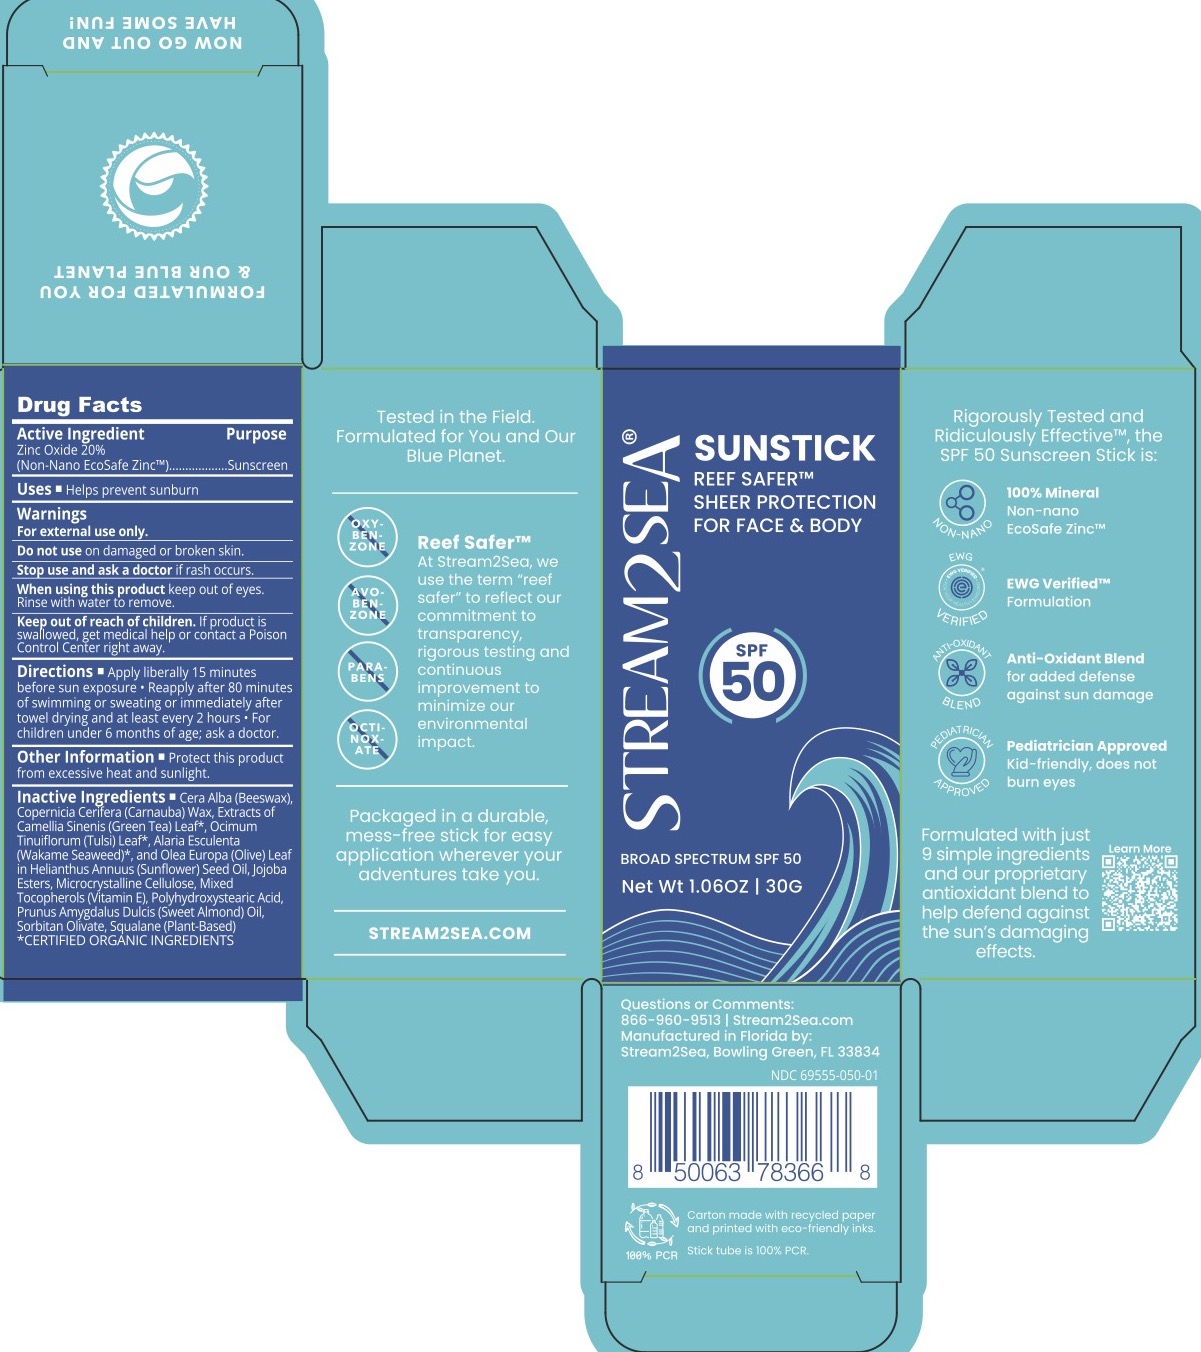 NOW GO OUT AND
HAVE SOME FUN!
FORMULATED FOR YOU
& OUR BLUE PLANET
Drug Facts
Active Ingredient Purpose
Zinc Oxide 20%
(Non-Nano EcoSafe Zinc™)..................Sunscreen
Uses ▪ Helps prevent sunburn
Warnings
For external use only.
Do not use on damaged or broken skin.
Stop use and ask a doctor if rash occurs.
When using this product keep out of eyes.
Rinse with water to remove.
Keep out of reach of children. If product is
swallowed, get medical help or contact a Poison
Control Center right away.
Directions ▪ Apply liberally 15 minutes
before sun exposure • Reapply after 80 minutes
of swimming or sweating or immediately after
towel drying and at least every 2 hours • For
children under 6 months of age; ask a doctor.
Other Information ▪ Protect this product
from excessive heat and sunlight.
Inactive Ingredients ▪ Cera Alba (Beeswax),
Copernicia Cerifera (Carnauba) Wax, Extracts of
Camellia Sinenis (Green Tea) Leaf*, Ocimum
Tinuiflorum (Tulsi) Leaf*, Alaria Esculenta
(Wakame Seaweed)*, and Olea Europa (Olive) Leaf
in Helianthus Annuus (Sunflower) Seed Oil, Jojoba
Esters, Microcrystalline Cellulose, Mixed
Tocopherols (Vitamin E), Polyhydroxystearic Acid,
Prunus Amygdalus Dulcis (Sweet Almond) Oil,
Sorbitan Olivate, Squalane (Plant-Based)
*CERTIFIED ORGANIC INGREDIENTS
Tested in the Field.
Formulated for You and Our
Blue Planet.
OXY-
BEN-
ZONE
AVO-
BEN-
ZONE
PARA-
BENS
OCTI-
NOX-
ATE
Reef Safer™
At Stream2Sea, we
use the term “reef
safer” to reflect our
commitment to
transparency,
rigorous testing and
continuous
improvement to
minimize our
environmental
impact.
Packaged in a durable,
mess-free stick for easy
application wherever your
adventures take you.
STREAM2SEA.COM
STREAM2SEA®
SUNSTICK
REEF SAFER™
SHEER PROTECTION
FOR FACE & BODY
SPF
50
BROAD SPECTRUM SPF 50
Net Wt 1.06OZ | 30G
Rigorously Tested and
Ridiculously Effective™, the
SPF 50 Sunscreen Stick is:
NON-NANO
100% Mineral
Non-nano
EcoSafe Zinc™
EWG
EWG VERIFIED
VERIFIED
EWG Verified™
Formulation
ANTI-OXIDANT
BLEND
Anti-Oxidant Blend
for added defense
against sun damage
PEDIATRICIAN
APPROVED
Pediatrician Approved
Kid-friendly, does not
burn eyes
Formulated with just
9 simple ingredients
and our proprietary
antioxidant blend to
help defend against
the sun’s damaging
effects.
Learn More
Questions or Comments:
866-960-9513 | Stream2Sea.com
Manufactured in Florida by:
Stream2Sea, Bowling Green, FL 33834
NDC 69555-050-01
8 50063 78366 8
100% PCR
Carton made with recycled paper
and printed with eco-friendly inks.
Stick tube is 100% PCR.